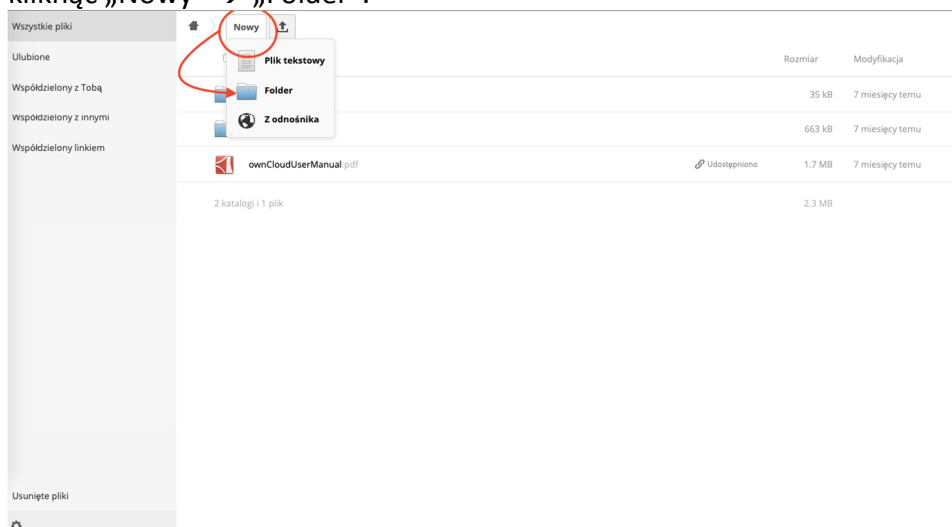 kliknąć „Nowy” → „Folder”.
Wszystkie pliki
Nowy
Ulubione
Plik tekstowy
Rozmiar
Modyfikacja
Współdzielony z Tobą
Folder
35 kB
7 miesięcy temu
Współdzielony z innymi
Z odnośnika
663 kB
7 miesięcy temu
Współdzielony linkiem
ownCloudUserManual.pdf
Udostępniono
1.7 MB
7 miesięcy temu
2 katalogi i 1 plik
2.3 MB
Usunięte pliki